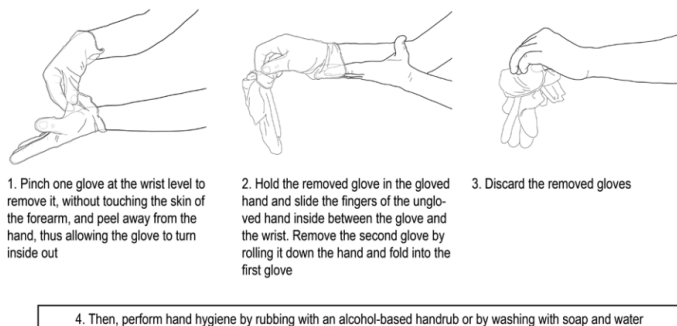 1. Pinch one glove at the wrist level to
remove it, without touching the skin of
the forearm, and peel away from the
hand, thus allowing the glove to turn
inside out
2. Hold the removed glove in the gloved
hand and slide the fingers of the unglo-
ved hand inside between the glove and
the wrist. Remove the second glove by
rolling it down the hand and fold into the
first glove
3. Discard the removed gloves
4. Then, perform hand hygiene by rubbing with an alcohol-based handrub or by washing with soap and water